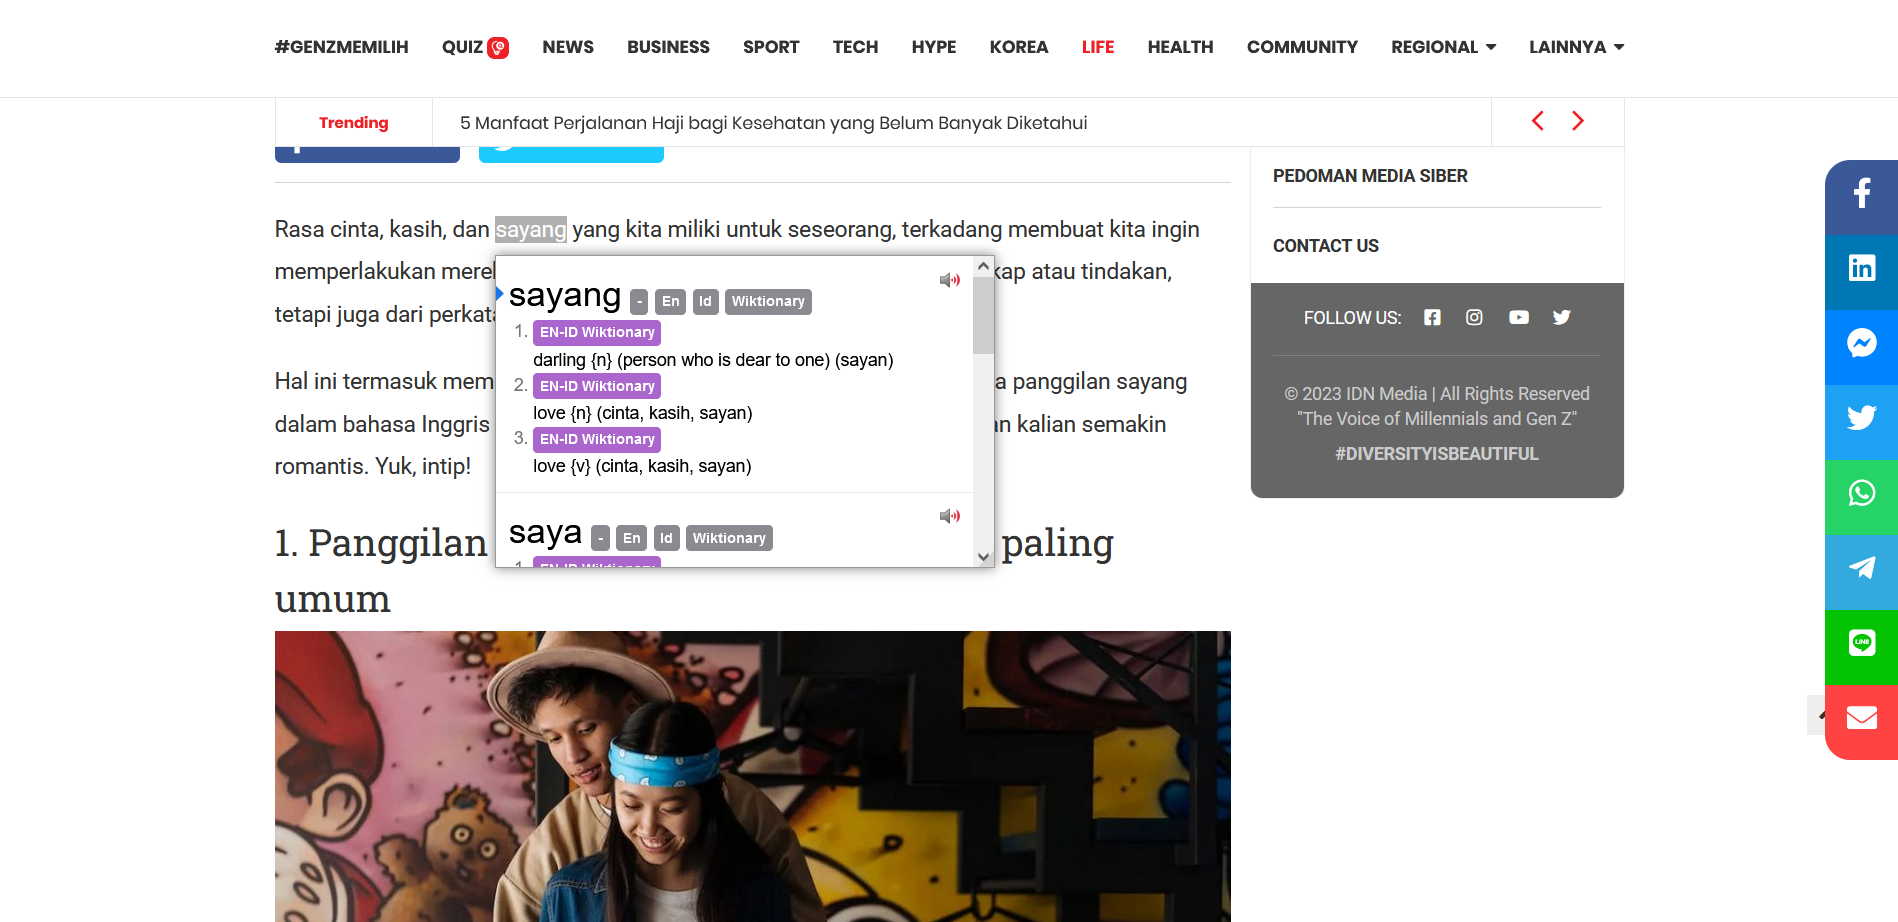 #GENZMEMILIH QUIZ NEWS BUSINESS SPORT TECH HYPE KOREA LIFE HEALTH COMMUNITY REGIONAL LAINNYA
Trending
5 Manfaat Perjalanan Haji bagi Kesehatan yang Belum Banyak Diketahui
Rasa cinta, kasih, dan sayang yang kita miliki untuk seseorang, terkadang membuat kita ingin
memperlakukan mere
kap atau tindakan,
tetapi juga dari perkat
Hal ini termasuk mem
a panggilan sayang
dalam bahasa Inggris
n kalian semakin
romantis. Yuk, intip!
sayang - En Id Wiktionary
1. EN-ID Wiktionary
darling {n} (person who is dear to one) (sayan)
2. EN-ID Wiktionary
love {n} (cinta, kasih, sayan)
3. EN-ID Wiktionary
love {v} (cinta, kasih, sayan)
saya - En Id Wiktionary
1. EN-ID Wiktionary
1. Panggilan
paling
umum
PEDOMAN MEDIA SIBER
CONTACT US
FOLLOW US:
© 2023 IDN Media | All Rights Reserved
"The Voice of Millennials and Gen Z"
#DIVERSITYISBEAUTIFUL
LINE